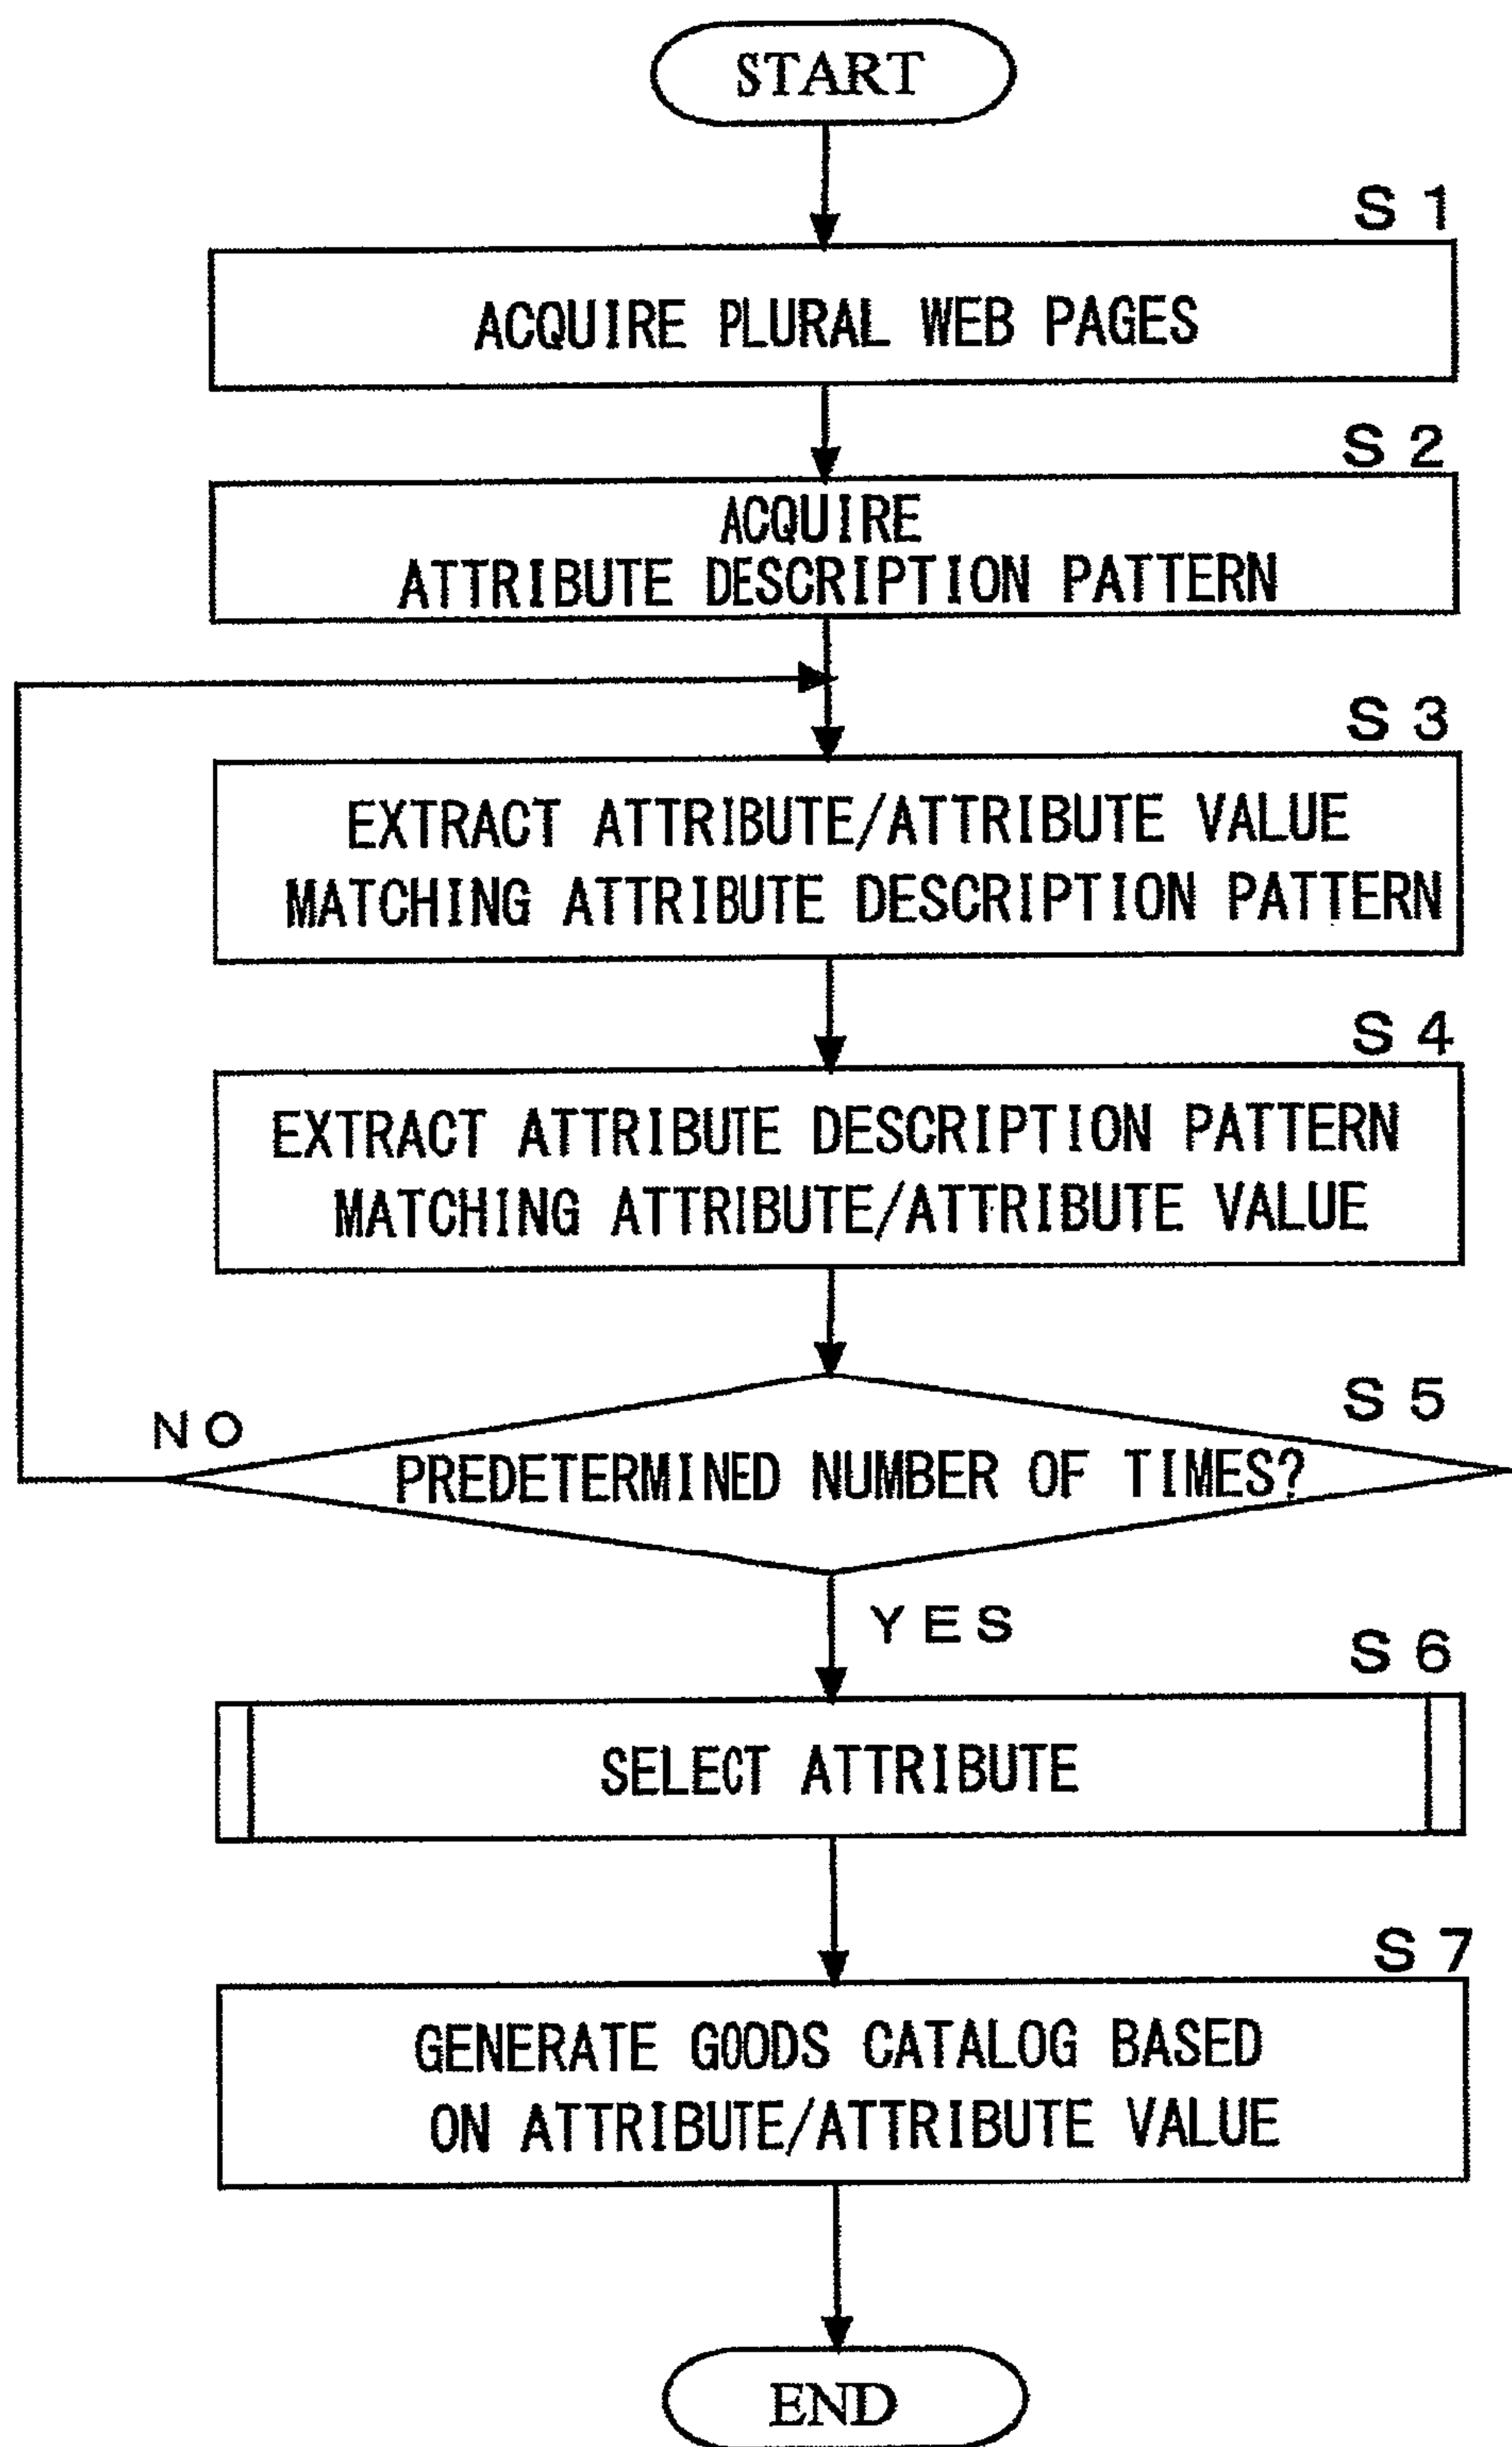 START
S 1
ACQUIRE PLURAL WEB PAGES
S 2
ACQUIRE
ATTRIBUTE DESCRIPTION PATTERN
S 3
EXTRACT ATTRIBUTE/ATTRIBUTE VALUE
MATCHING ATTRIBUTE DESCRIPTION PATTERN
S 4
EXTRACT ATTRIBUTE DESCRIPTION PATTERN
MATCHING ATTRIBUTE/ATTRIBUTE VALUE
S 5
NO
PREDETERMINED NUMBER OF TIMES?
YES
S 6
SELECT ATTRIBUTE
S 7
GENERATE GOODS CATALOG BASED
ON ATTRIBUTE/ATTRIBUTE VALUE
END